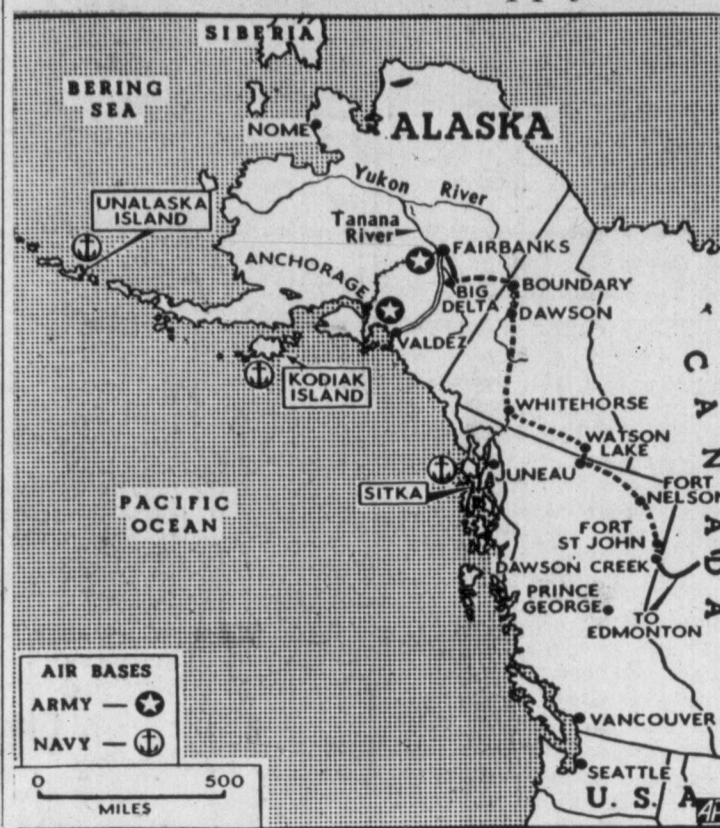 SIBERIA
BERING
SEA
NOME
ALASKA
Yukon River
UNALASKA
ISLAND
Tanana
River
FAIRBANKS
ANCHORAGE
BIG
DELTA
BOUNDARY
DAWSON
VALDEZ
KODIAK
ISLAND
WHITEHORSE
WATSON
LAKE
CANADA
JUNEAU
SITKA
FORT
NELSON
PACIFIC
OCEAN
FORT
ST JOHN
DAWSON CREEK
PRINCE
GEORGE
TO
EDMONTON
AIR BASES
ARMY —
NAVY —
VANCOUVER
0 500
MILES
SEATTLE
U. S. A